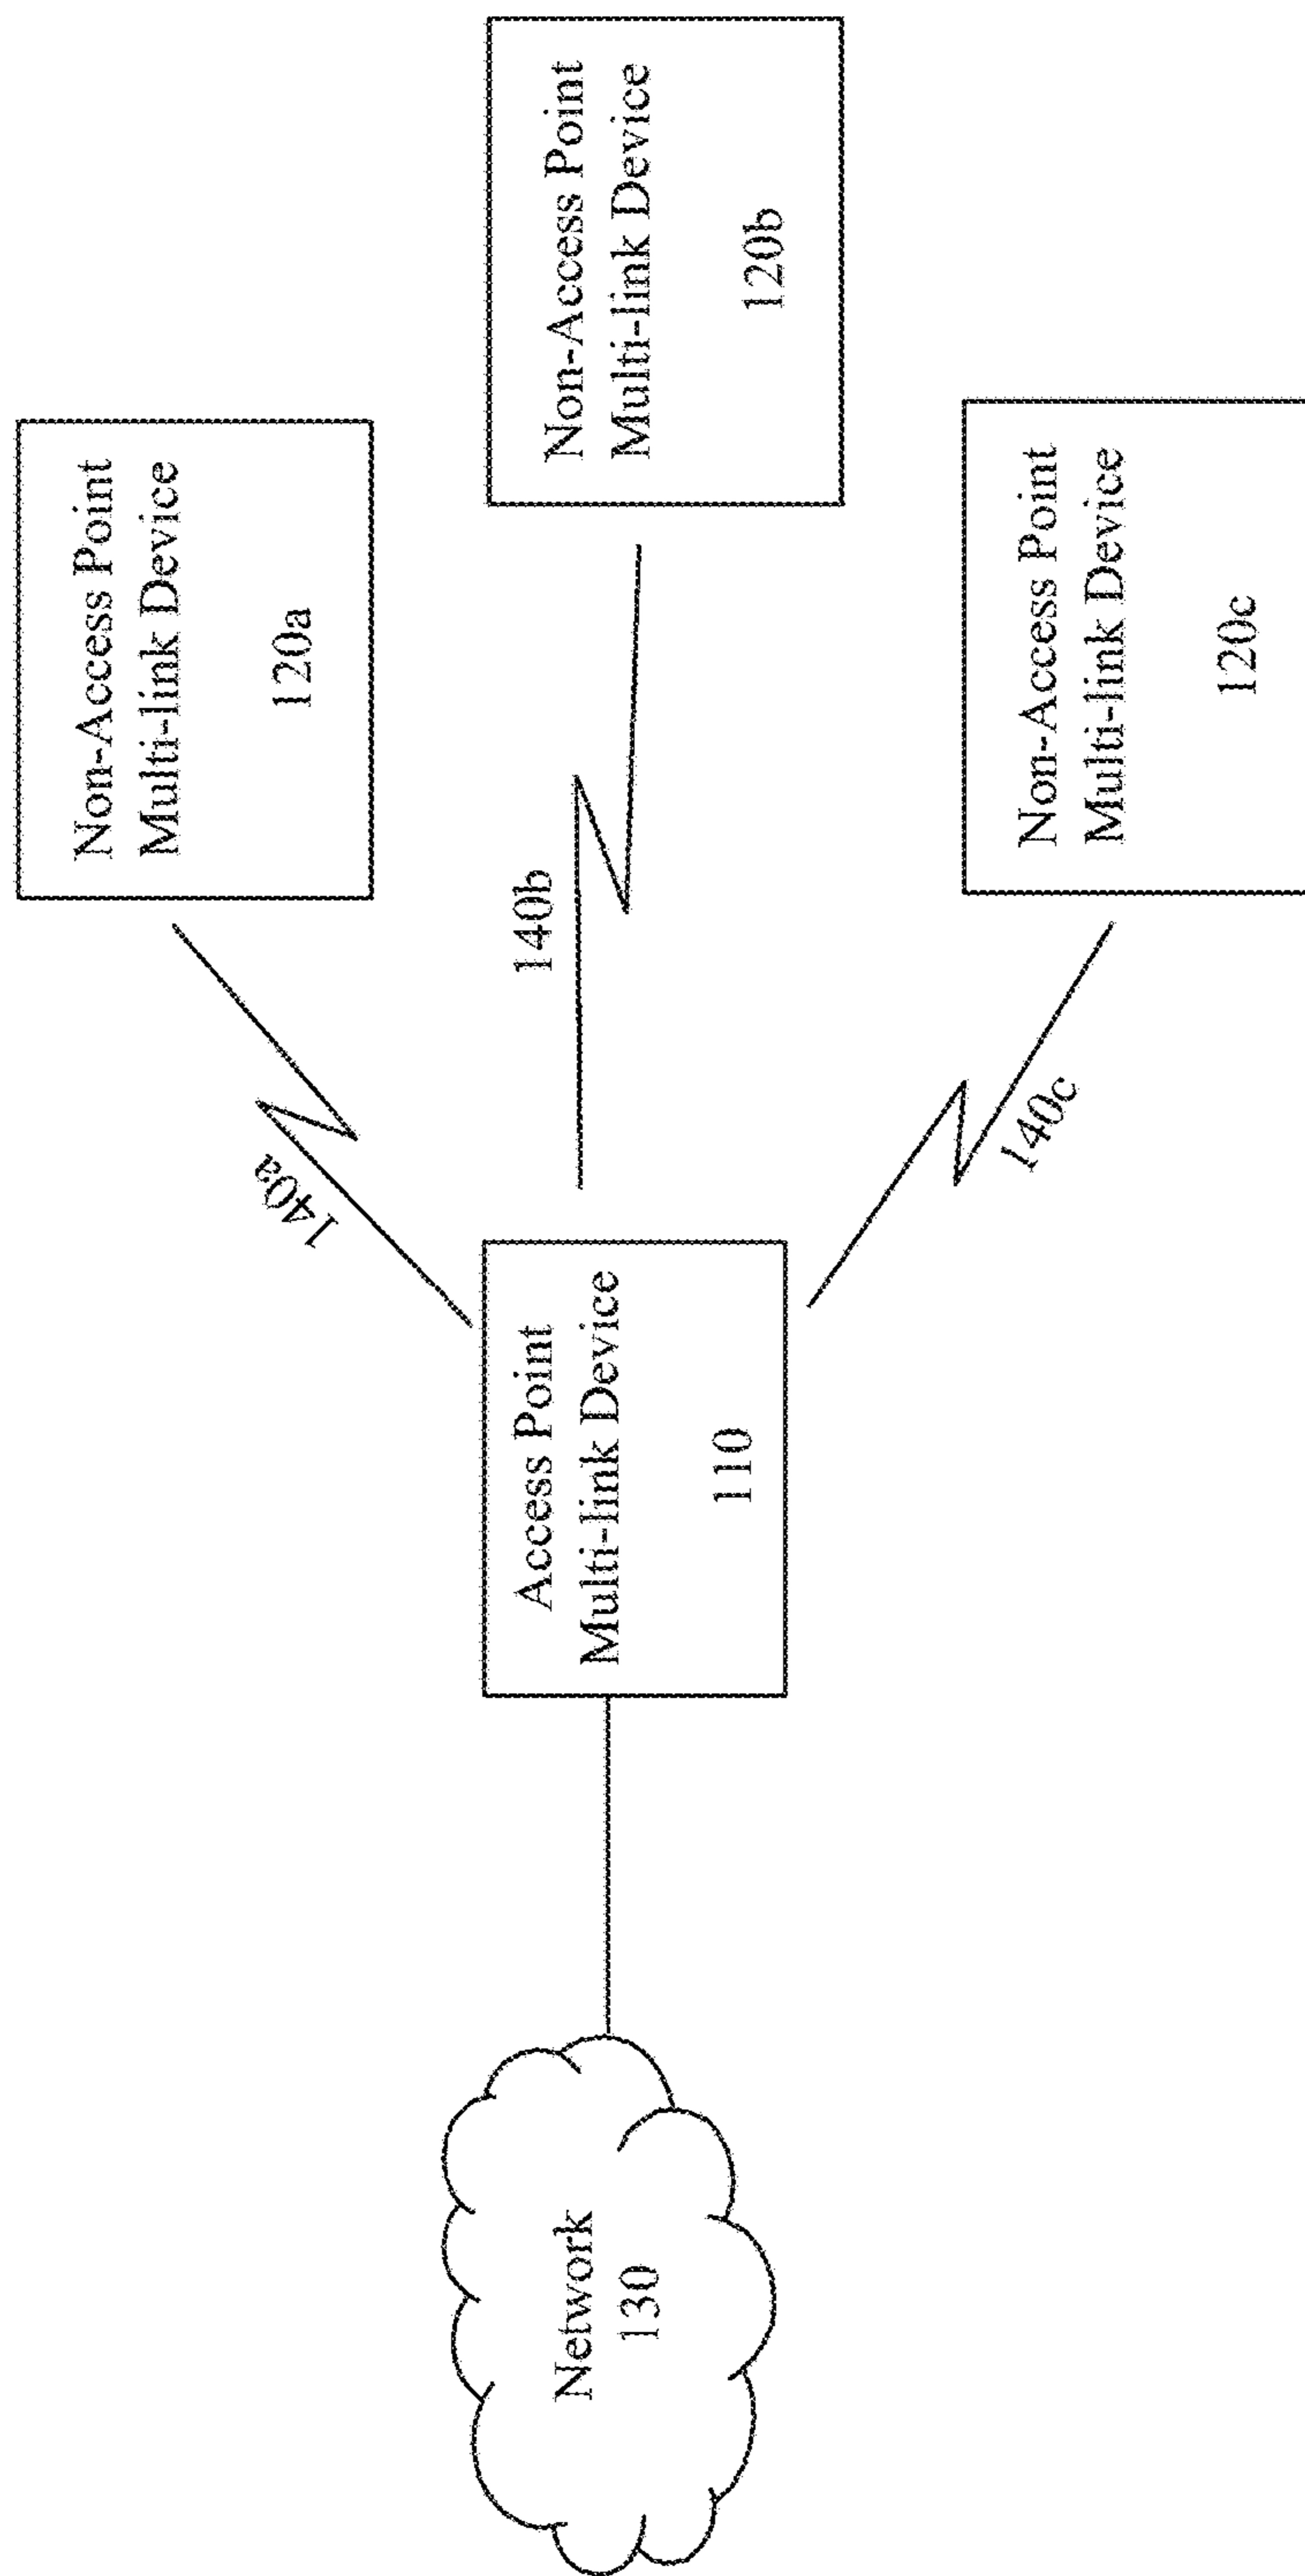 Non-Access Point
Multi-link Device
120a
140a
Network
130
Access Point
Multi-link Device
110
140b
Non-Access Point
Multi-link Device
120b
140c
Non-Access Point
Multi-link Device
120c